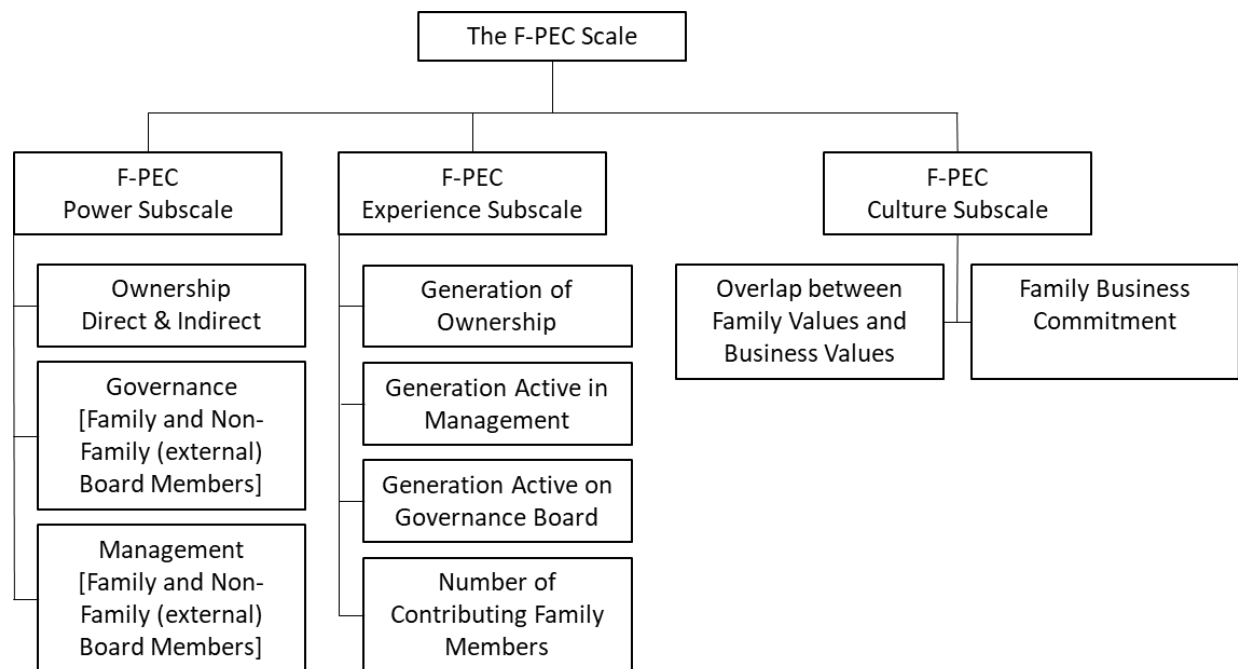 The F-PEC Scale
F-PEC
Power Subscale
F-PEC
Experience Subscale
F-PEC
Culture Subscale
Ownership
Direct & Indirect
Governance
[Family and Non-
Family (external)
Board Members]
Management
[Family and Non-
Family (external)
Board Members]
Generation of
Ownership
Generation Active in
Management
Generation Active on
Governance Board
Number of
Contributing Family
Members
Overlap between
Family Values and
Business Values
Family Business
Commitment